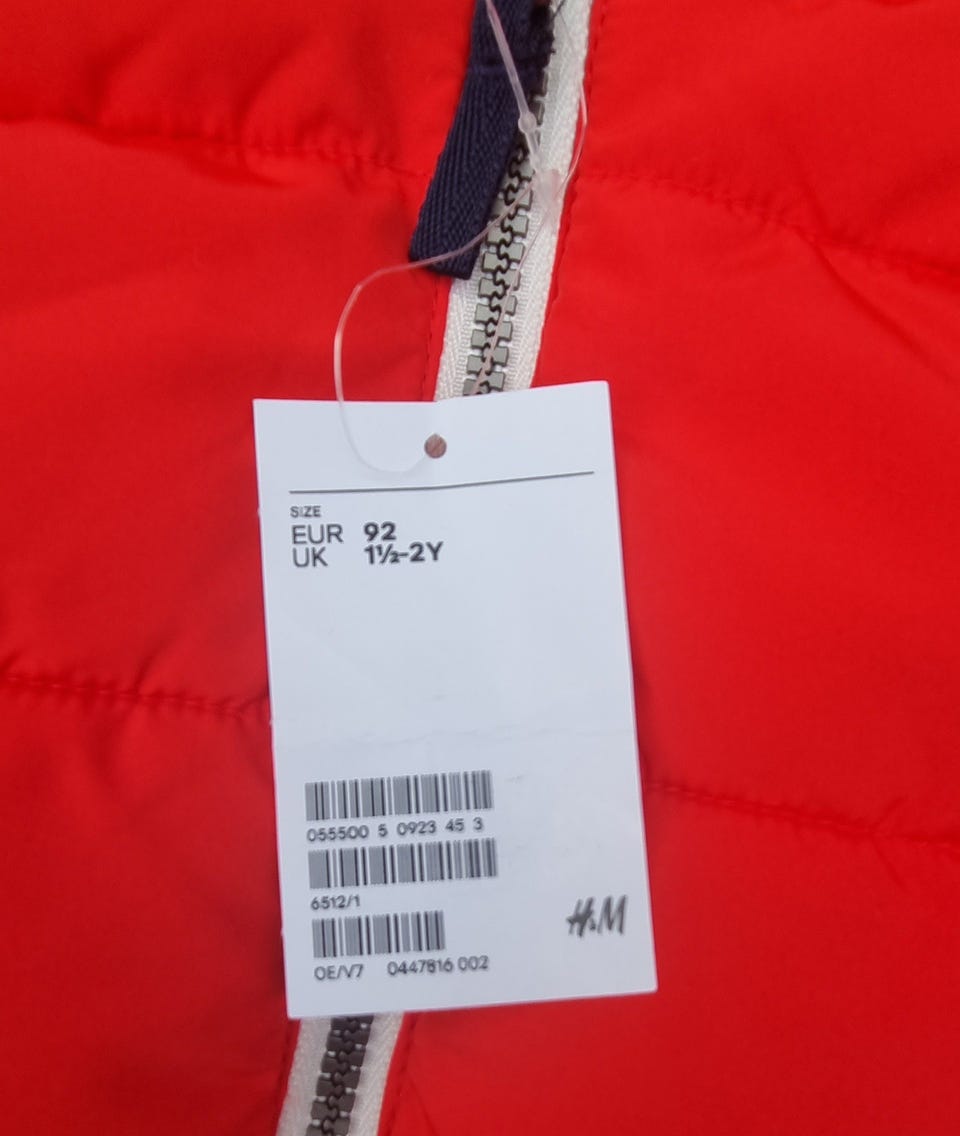 SIZE
EUR 92
UK 1½-2Y
055500 5 0923 45 3
6512/1
H&M
OE/V7 0447816 002